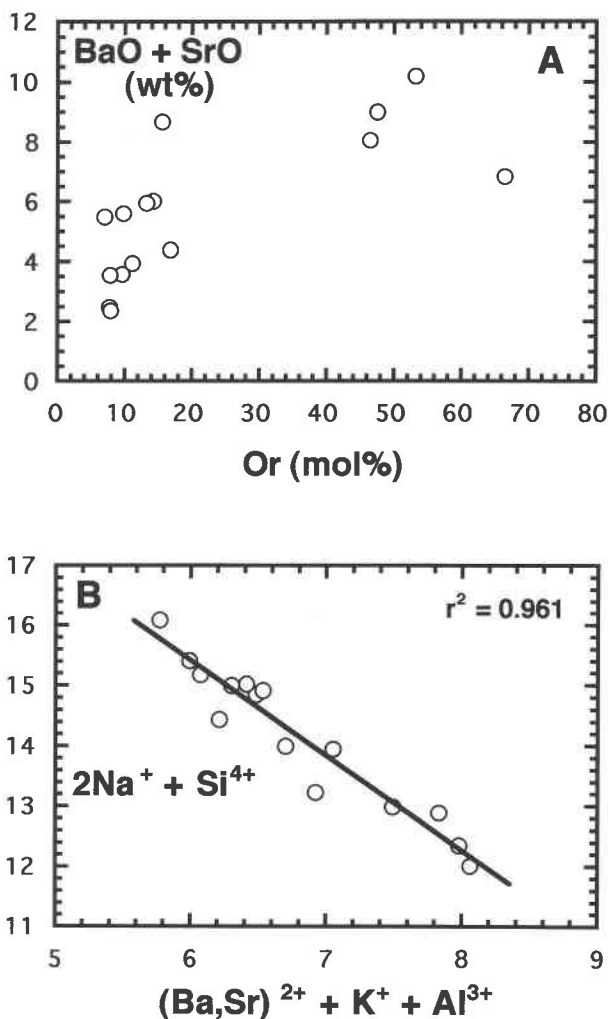 12
BaO + SrO
(wt%)
A
10
8
6
4
2
0
0 10 20 30 40 50 60 70 80
Or (mol%)
17
B
r² = 0.961
16
15
14
2Na⁺ + Si⁴⁺
13
12
11
5 6 7 8 9
(Ba,Sr) ²⁺ + K⁺ + Al³⁺